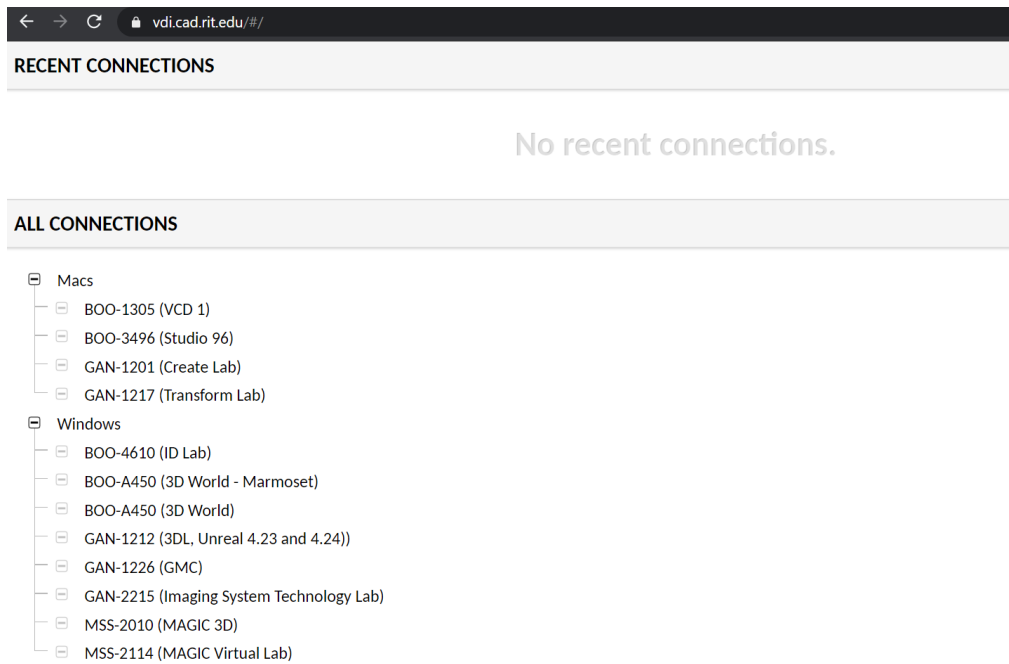 vdi.cad.rit.edu/#/
RECENT CONNECTIONS
No recent connections.
ALL CONNECTIONS
Macs
BOO-1305 (VCD 1)
BOO-3496 (Studio 96)
GAN-1201 (Create Lab)
GAN-1217 (Transform Lab)
Windows
BOO-4610 (ID Lab)
BOO-A450 (3D World - Marmoset)
BOO-A450 (3D World)
GAN-1212 (3DL, Unreal 4.23 and 4.24))
GAN-1226 (GMC)
GAN-2215 (Imaging System Technology Lab)
MSS-2010 (MAGIC 3D)
MSS-2114 (MAGIC Virtual Lab)